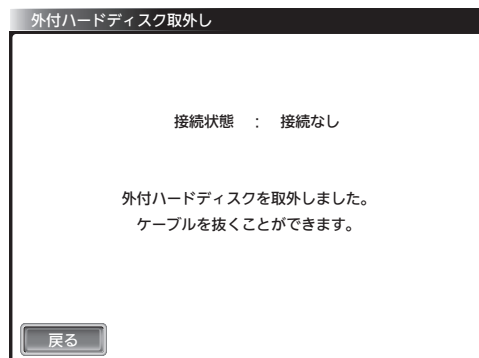 外付ハードディスク取外し
接続状態 : 接続なし
外付ハードディスクを取外しました。
ケーブルを抜くことができます。
戻る